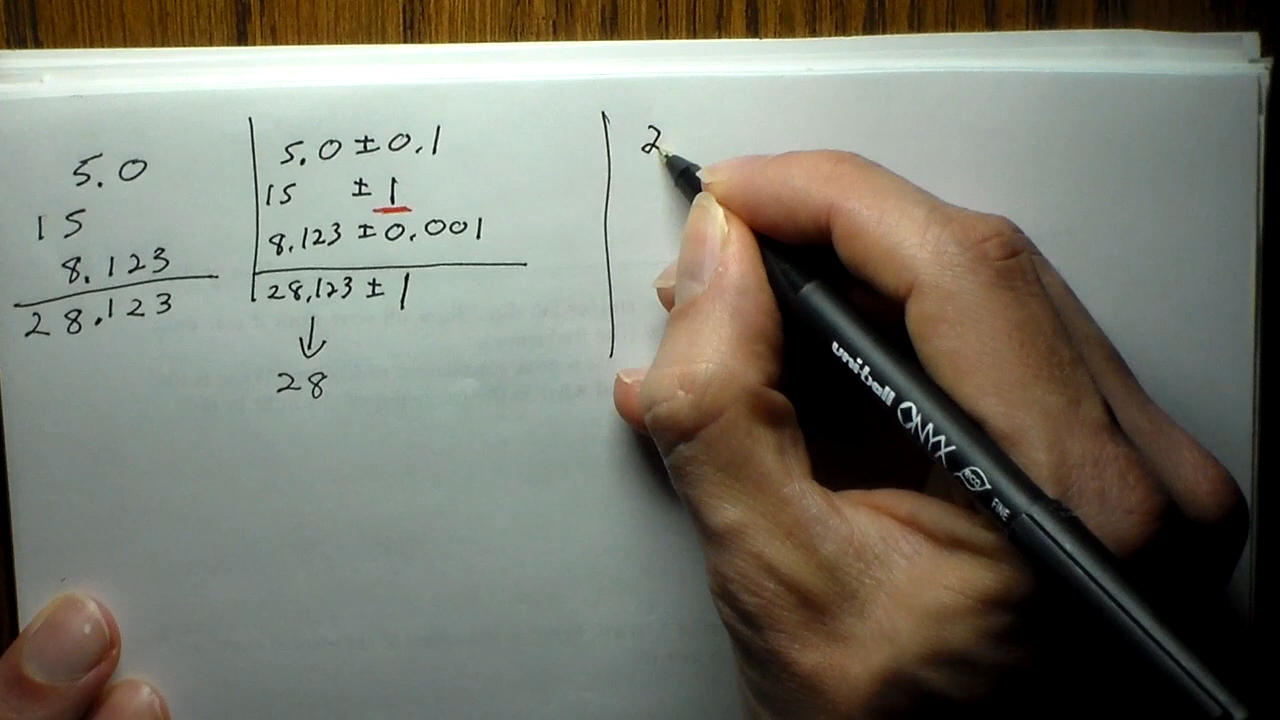 5.0
15
8.123
28.123
5.0 ± 0.1
15 ± 1
8.123 ± 0.001
28.123 ± 1
↓
28
2
uni-ball ONYX eco FINE